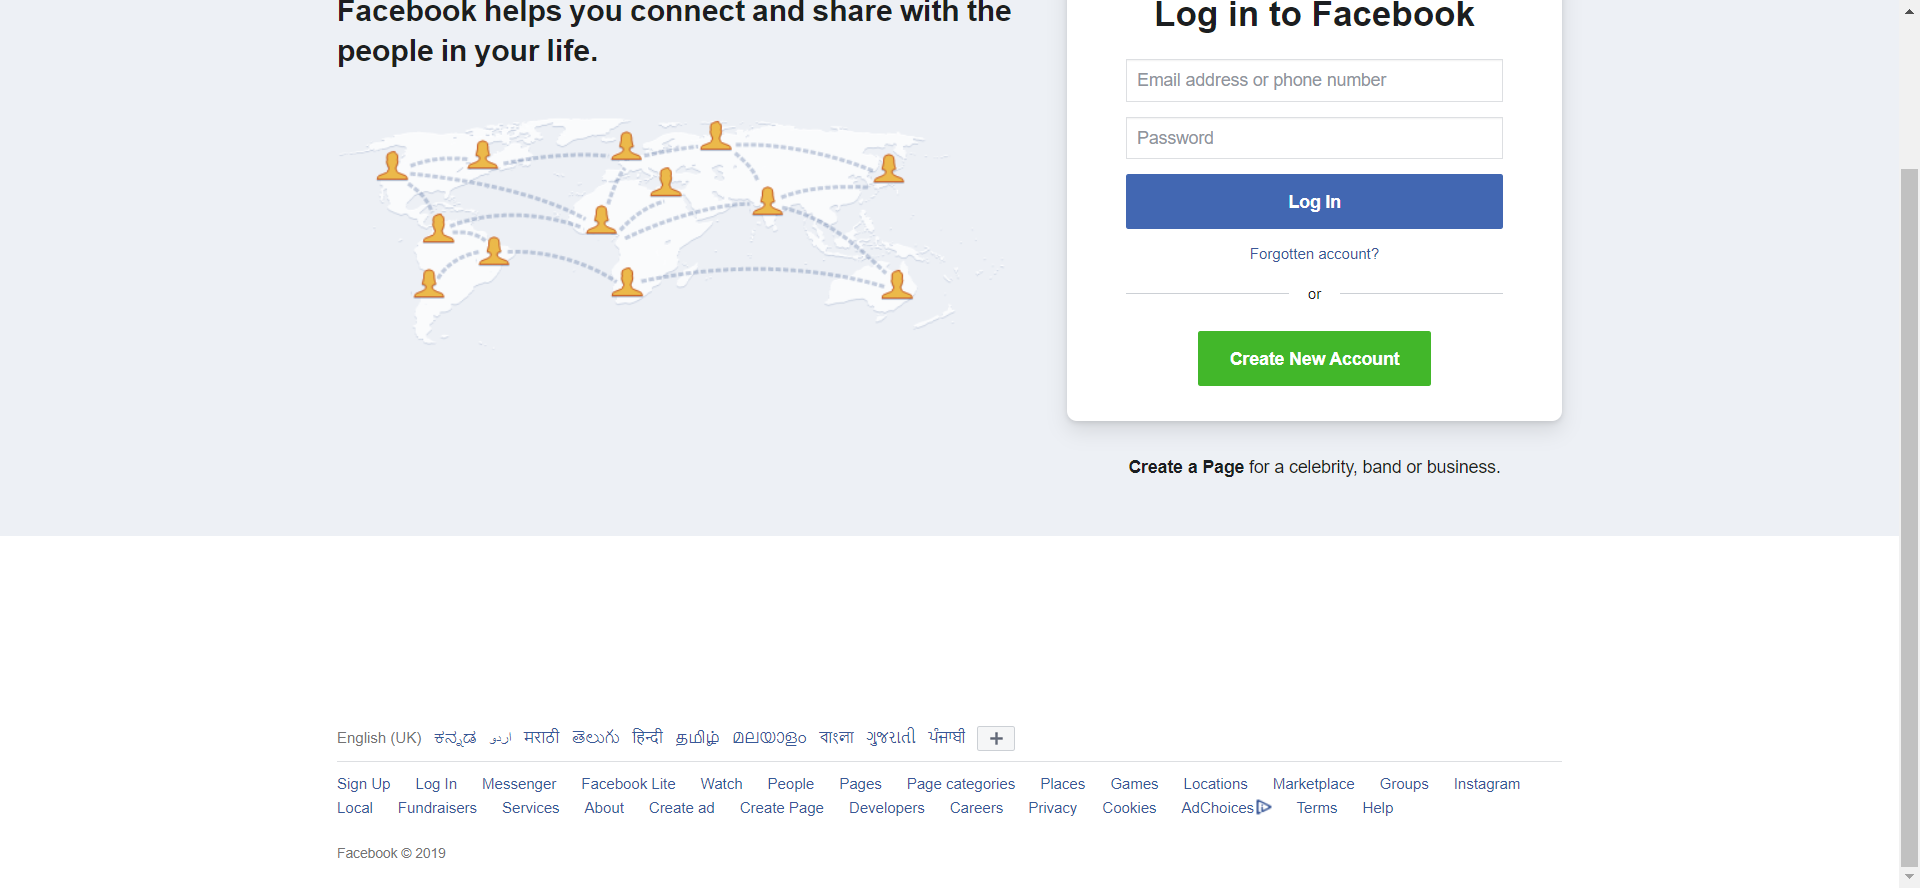 Facebook helps you connect and share with the
people in your life.
Log in to Facebook
Email address or phone number
Password
Log In
Forgotten account?
or
Create New Account
Create a Page for a celebrity, band or business.
English (UK) ಕನ್ನಡ اردو मराठी తెలుగు हिन्दी தமிழ் മലയാളം বাংলা ગુજરાતી ਪੰਜਾਬੀ +
Sign Up Log In Messenger Facebook Lite Watch People Pages Page categories Places Games Locations Marketplace Groups Instagram
Local Fundraisers Services About Create ad Create Page Developers Careers Privacy Cookies AdChoices Terms Help
Facebook © 2019